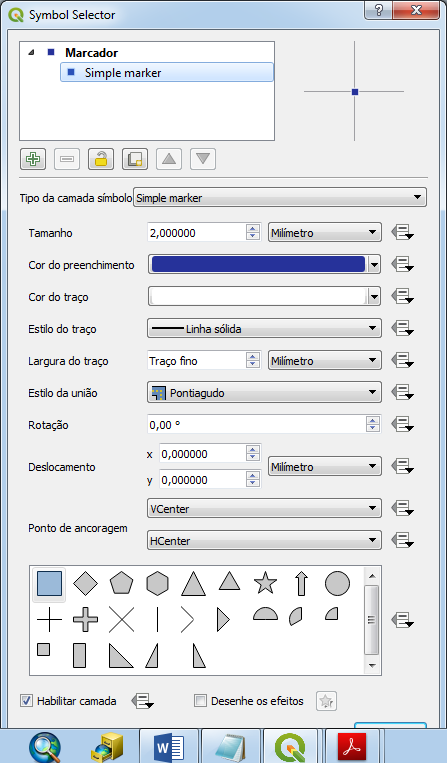 Symbol Selector
Marcador
Simple marker
Tipo da camada símbolo Simple marker
Tamanho 2,000000 Milímetro
Cor do preenchimento
Cor do traço
Estilo do traço Linha sólida
Largura do traço Traço fino Milímetro
Estilo da união Pontiagudo
Rotação 0,00 °
x 0,000000
Deslocamento Milímetro
y 0,000000
VCenter
Ponto de ancoragem
HCenter
Habilitar camada Desenhe os efeitos